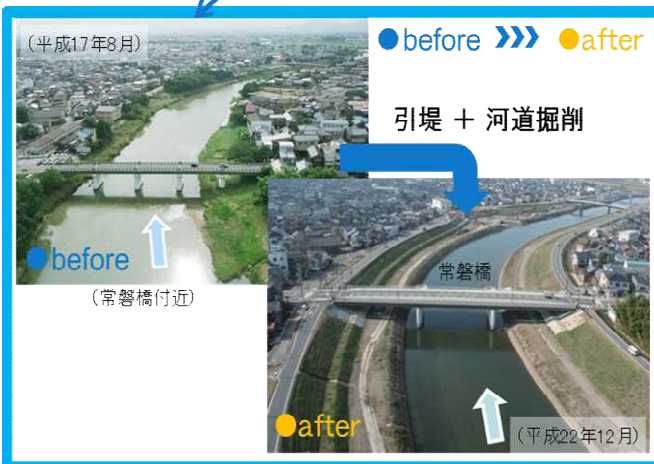 (平成17年8月)
●before 》》》 ●after
引堤 + 河道掘削
●before
(常磐橋付近)
常磐橋
●after
(平成22年12月)